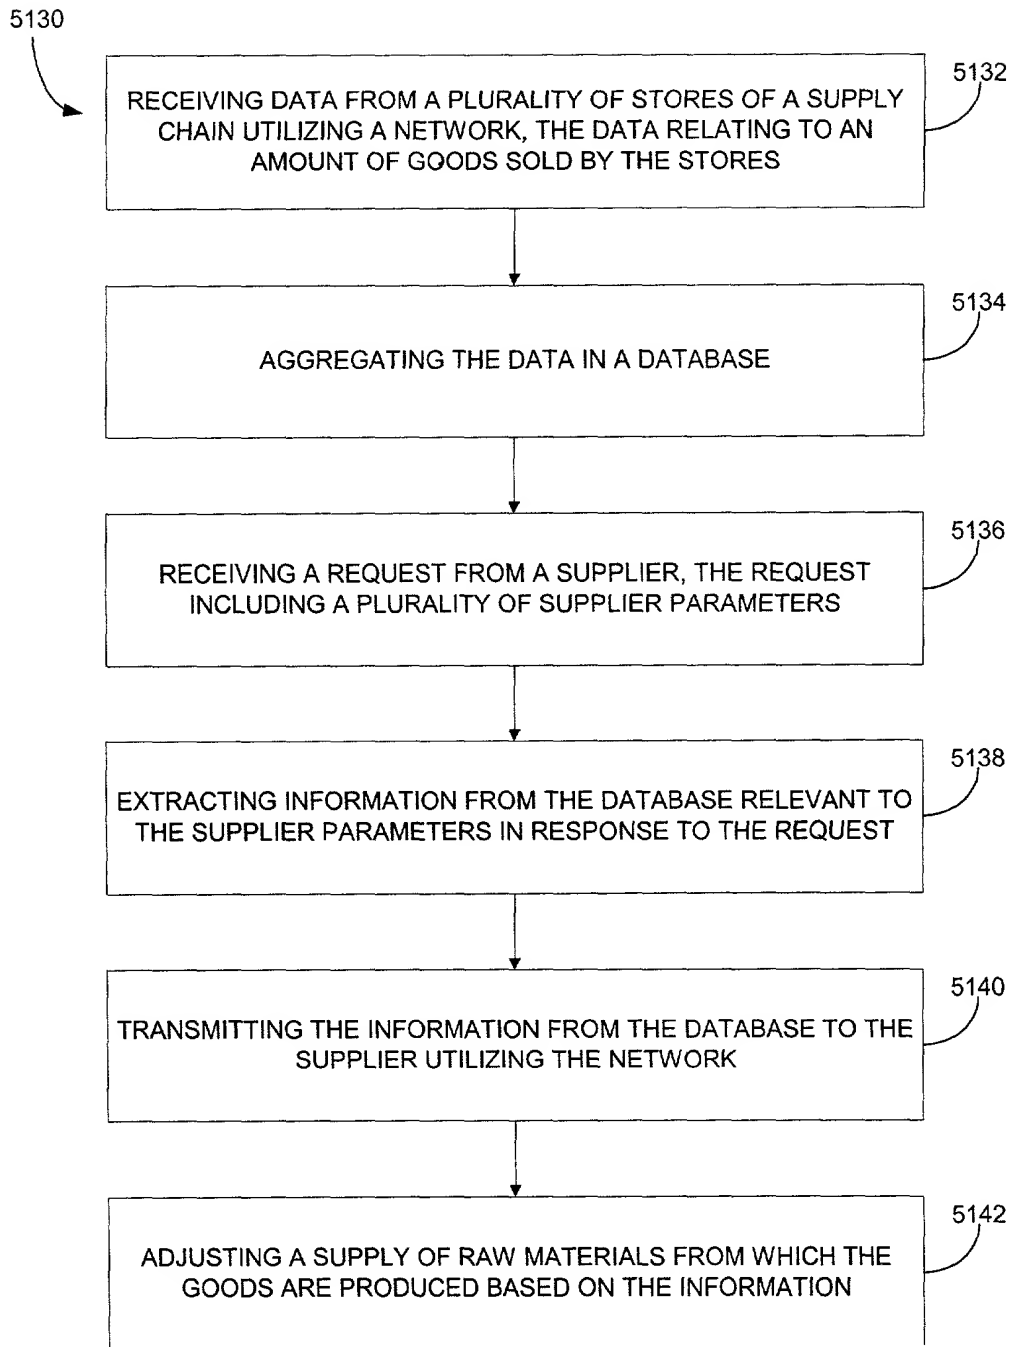 5130
5132
RECEIVING DATA FROM A PLURALITY OF STORES OF A SUPPLY
CHAIN UTILIZING A NETWORK, THE DATA RELATING TO AN
AMOUNT OF GOODS SOLD BY THE STORES
5134
AGGREGATING THE DATA IN A DATABASE
5136
RECEIVING A REQUEST FROM A SUPPLIER, THE REQUEST
INCLUDING A PLURALITY OF SUPPLIER PARAMETERS
5138
EXTRACTING INFORMATION FROM THE DATABASE RELEVANT TO
THE SUPPLIER PARAMETERS IN RESPONSE TO THE REQUEST
5140
TRANSMITTING THE INFORMATION FROM THE DATABASE TO THE
SUPPLIER UTILIZING THE NETWORK
5142
ADJUSTING A SUPPLY OF RAW MATERIALS FROM WHICH THE
GOODS ARE PRODUCED BASED ON THE INFORMATION